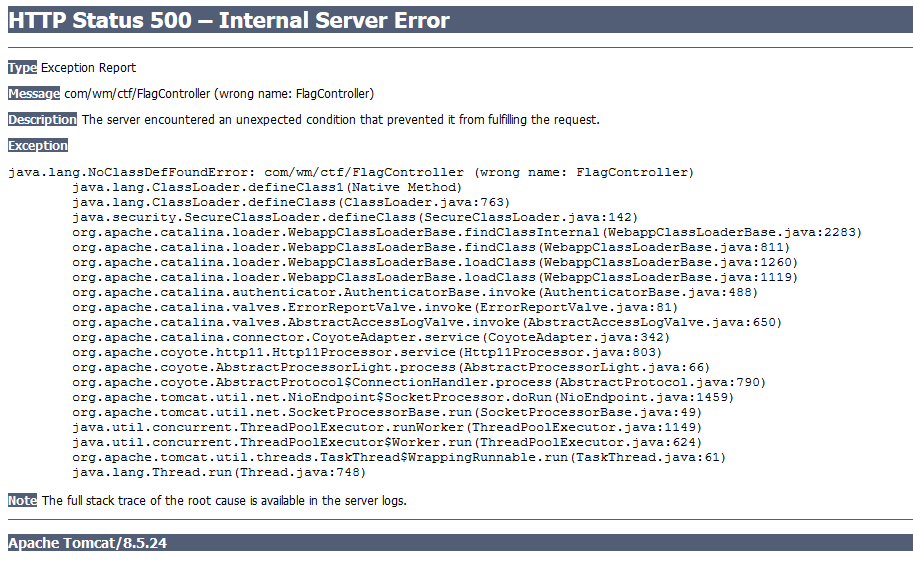 HTTP Status 500 – Internal Server Error
Type Exception Report
Message com/wm/ctf/FlagController (wrong name: FlagController)
Description The server encountered an unexpected condition that prevented it from fulfilling the request.
Exception
java.lang.NoClassDefFoundError: com/wm/ctf/FlagController (wrong name: FlagController)
java.lang.ClassLoader.defineClass1(Native Method)
java.lang.ClassLoader.defineClass(ClassLoader.java:763)
java.security.SecureClassLoader.defineClass(SecureClassLoader.java:142)
org.apache.catalina.loader.WebappClassLoaderBase.findClassInternal(WebappClassLoaderBase.java:2283)
org.apache.catalina.loader.WebappClassLoaderBase.findClass(WebappClassLoaderBase.java:811)
org.apache.catalina.loader.WebappClassLoaderBase.loadClass(WebappClassLoaderBase.java:1260)
org.apache.catalina.loader.WebappClassLoaderBase.loadClass(WebappClassLoaderBase.java:1119)
org.apache.catalina.authenticator.AuthenticatorBase.invoke(AuthenticatorBase.java:488)
org.apache.catalina.valves.ErrorReportValve.invoke(ErrorReportValve.java:81)
org.apache.catalina.valves.AbstractAccessLogValve.invoke(AbstractAccessLogValve.java:650)
org.apache.catalina.connector.CoyoteAdapter.service(CoyoteAdapter.java:342)
org.apache.coyote.http11.Http11Processor.service(Http11Processor.java:803)
org.apache.coyote.AbstractProcessorLight.process(AbstractProcessorLight.java:66)
org.apache.coyote.AbstractProtocol$ConnectionHandler.process(AbstractProtocol.java:790)
org.apache.tomcat.util.net.NioEndpoint$SocketProcessor.doRun(NioEndpoint.java:1459)
org.apache.tomcat.util.net.SocketProcessorBase.run(SocketProcessorBase.java:49)
java.util.concurrent.ThreadPoolExecutor.runWorker(ThreadPoolExecutor.java:1149)
java.util.concurrent.ThreadPoolExecutor$Worker.run(ThreadPoolExecutor.java:624)
org.apache.tomcat.util.threads.TaskThread$WrappingRunnable.run(TaskThread.java:61)
java.lang.Thread.run(Thread.java:748)
Note The full stack trace of the root cause is available in the server logs.
Apache Tomcat/8.5.24